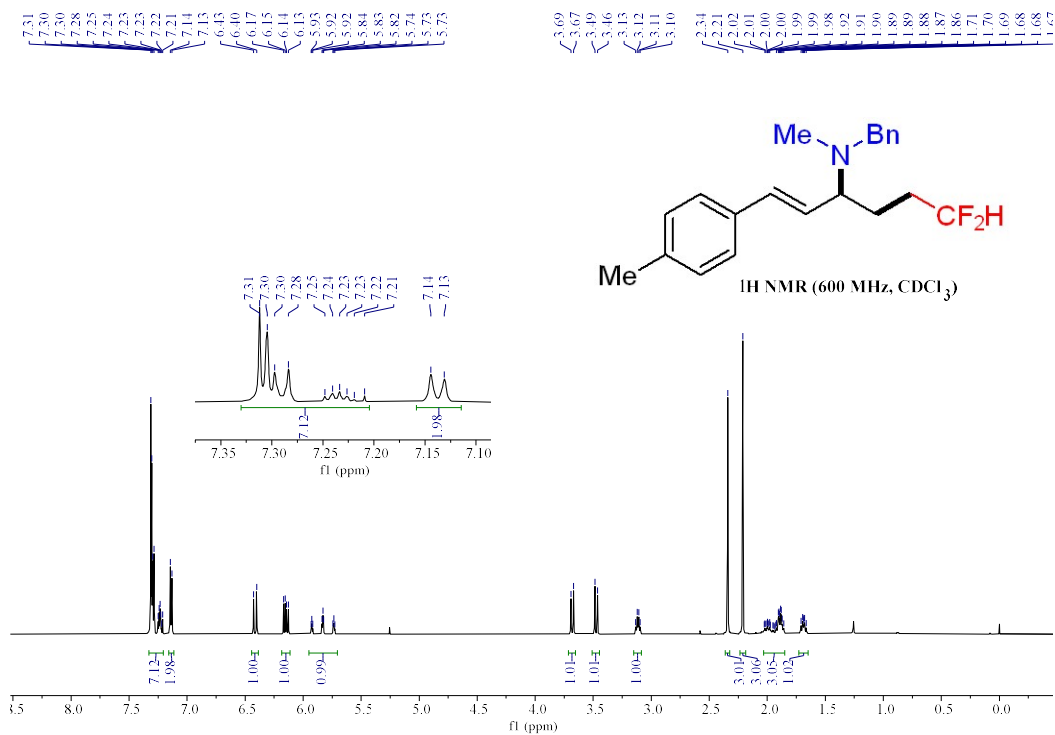 7.31 7.30 7.30 7.28 7.25 7.24 7.23 7.23 7.22 7.21 7.14 7.13 6.43 6.40 6.17 6.15 6.14 6.13 5.93 5.92 5.92 5.84 5.83 5.82 5.74 5.73 5.73
3.69 3.67 3.49 3.46 3.13 3.12 3.11 3.10
2.34 2.21 2.02 2.01 2.00 2.00 1.99 1.99 1.98 1.92 1.91 1.90 1.89 1.89 1.88 1.87 1.86 1.71 1.70 1.69 1.68 1.68 1.67
Me
Bn
N
CF2H
Me
1H NMR (600 MHz, CDCl3)
7.31 7.30 7.30 7.28 7.25 7.24 7.23 7.23 7.22 7.21 7.14 7.13
7.12 1.98
7.35 7.30 7.25 7.20 7.15 7.10
f1 (ppm)
7.12 1.98 1.00 1.00 0.99 1.01 1.01 1.00 3.01 3.06 3.05 1.02
8.5 8.0 7.5 7.0 6.5 6.0 5.5 5.0 4.5 4.0 3.5 3.0 2.5 2.0 1.5 1.0 0.5 0.0
f1 (ppm)